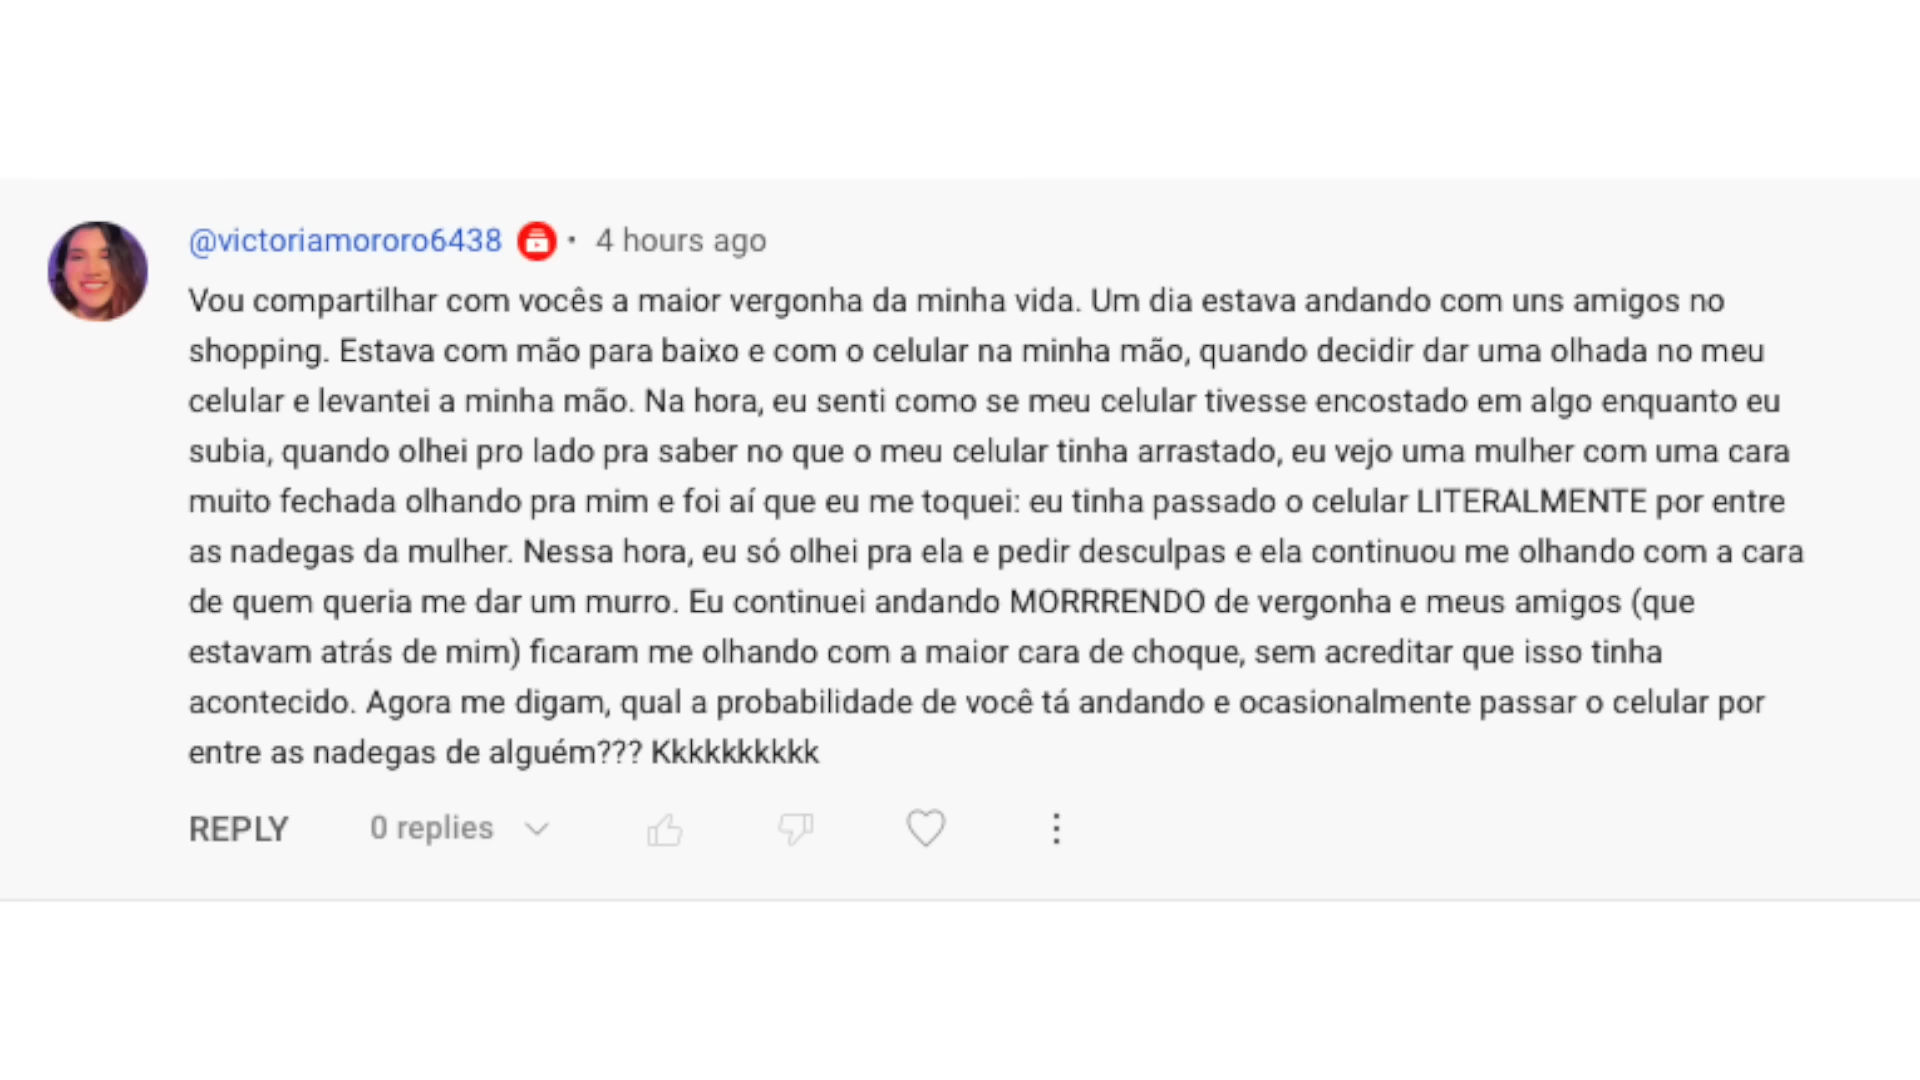 @victoriamororo6438 • 4 hours ago
Vou compartilhar com vocês a maior vergonha da minha vida. Um dia estava andando com uns amigos no
shopping. Estava com mão para baixo e com o celular na minha mão, quando decidir dar uma olhada no meu
celular e levantei a minha mão. Na hora, eu senti como se meu celular tivesse encostado em algo enquanto eu
subia, quando olhei pro lado pra saber no que o meu celular tinha arrastado, eu vejo uma mulher com uma cara
muito fechada olhando pra mim e foi aí que eu me toquei: eu tinha passado o celular LITERALMENTE por entre
as nadegas da mulher. Nessa hora, eu só olhei pra ela e pedir desculpas e ela continuou me olhando com a cara
de quem queria me dar um murro. Eu continuei andando MORRRENDO de vergonha e meus amigos (que
estavam atrás de mim) ficaram me olhando com a maior cara de choque, sem acreditar que isso tinha
acontecido. Agora me digam, qual a probabilidade de você tá andando e ocasionalmente passar o celular por
entre as nadegas de alguém??? Kkkkkkkkkk
REPLY 0 replies